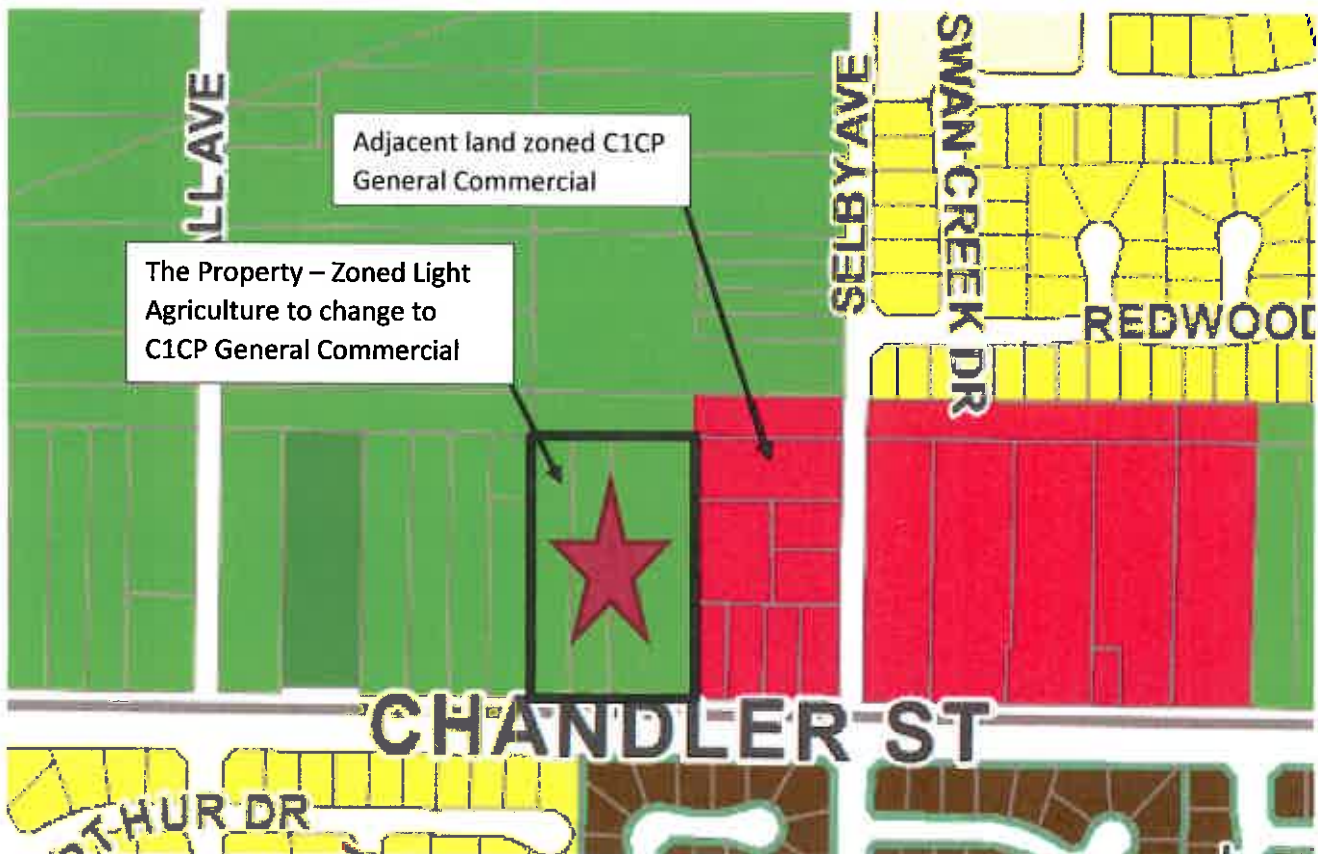 ALL AVE
SELBY AVE
SWAN CREEK DR
Adjacent land zoned C1CP
General Commercial
The Property – Zoned Light
Agriculture to change to
C1CP General Commercial
REDWOOD
CHANDLER ST
THUR DR